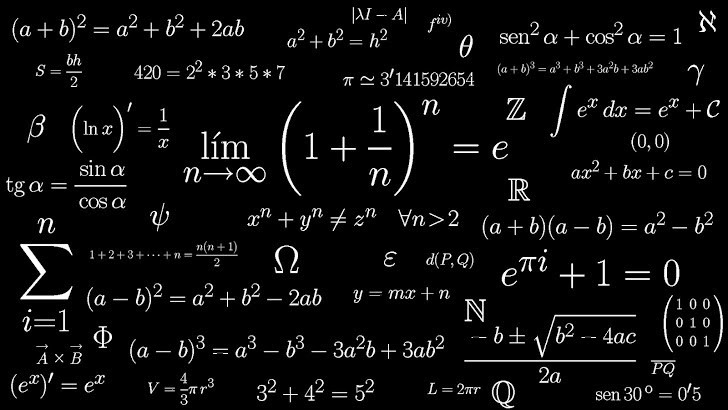 (a + b)² = a² + b² + 2ab
|λI − A|
f^{iv)}
ℵ
a² + b² = h²
θ
sen² α + cos² α = 1
S = bh/2
420 = 2² * 3 * 5 * 7
π ≃ 3'141592654
(a + b)³ = a³ + b³ + 3a²b + 3ab²
γ
β
(ln x)' = 1/x
lím n→∞ (1 + 1/n)ⁿ = e
ℤ
∫ eˣ dx = eˣ + C
(0, 0)
ax² + bx + c = 0
tg α = sin α / cos α
ψ
xⁿ + yⁿ ≠ zⁿ ∀n > 2
ℝ
(a + b)(a − b) = a² − b²
n ∑ i=1
1 + 2 + 3 + ··· + n = n(n+1)/2
Ω
ε
d(P, Q)
e^{πi} + 1 = 0
(a − b)² = a² + b² − 2ab
y = mx + n
ℕ
−b ± √(b² − 4ac) / 2a
1 0 0
0 1 0
0 0 1
Φ
A⃗ × B⃗
(a − b)³ = a³ − b³ − 3a²b + 3ab²
PQ
(eˣ)' = eˣ
V = 4/3 πr³
3² + 4² = 5²
L = 2πr
ℚ
sen 30° = 0'5